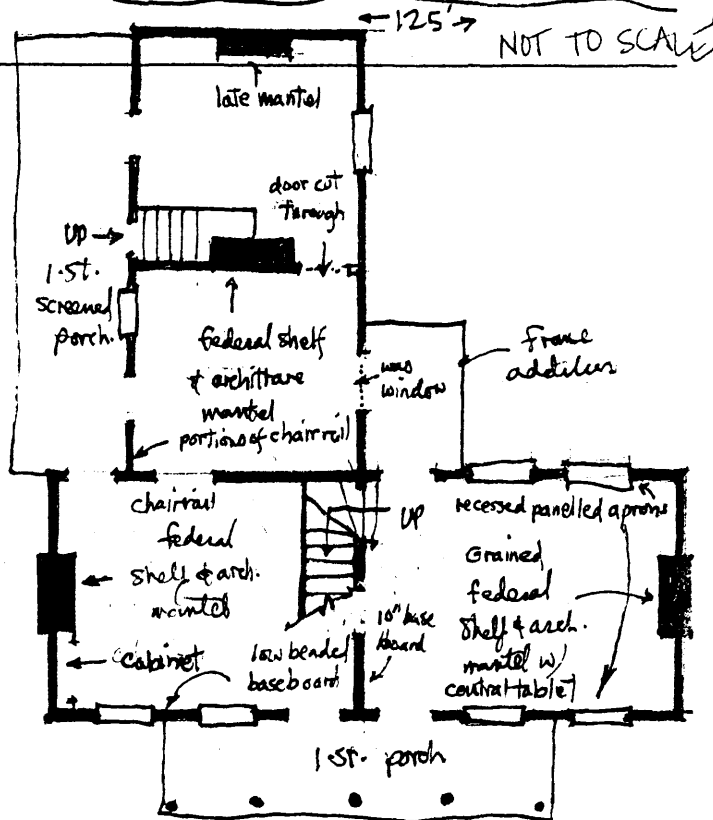 ←125'→
NOT TO SCALE
late mantel
door cut
through
UP →
1-St.
screened
porch.
federal shelf
& architrave
mantel
portions of chair rail
was
window
frame
addition
chairrail
federal
shelf & arch.
mantel
UP
recessed panelled aprons
Grained
federal
shelf & arch.
mantel w/
central tablet
10" base
board
← cabinet
low beaded
baseboard
1-St. porch